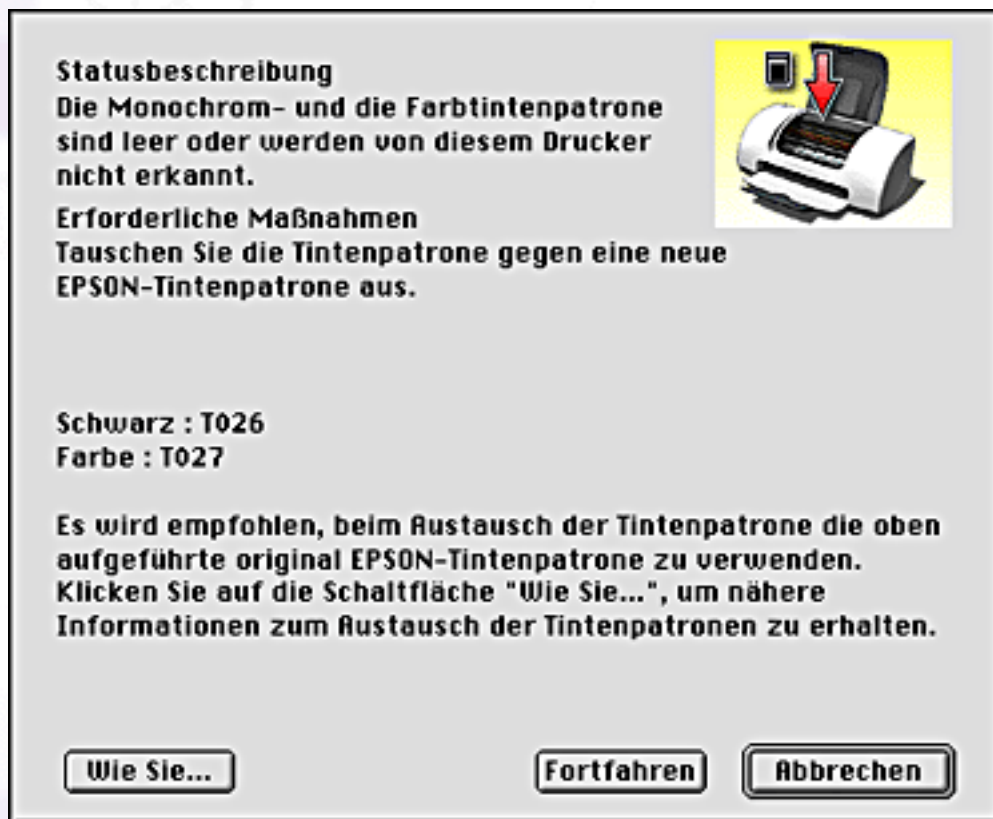 Statusbeschreibung
Die Monochrom- und die Farbtintenpatrone
sind leer oder werden von diesem Drucker
nicht erkannt.
Erforderliche Maßnahmen
Tauschen Sie die Tintenpatrone gegen eine neue
EPSON-Tintenpatrone aus.
Schwarz : T026
Farbe : T027
Es wird empfohlen, beim Austausch der Tintenpatrone die oben
aufgeführte original EPSON-Tintenpatrone zu verwenden.
Klicken Sie auf die Schaltfläche "Wie Sie...", um nähere
Informationen zum Austausch der Tintenpatronen zu erhalten.
Wie Sie... Fortfahren Abbrechen